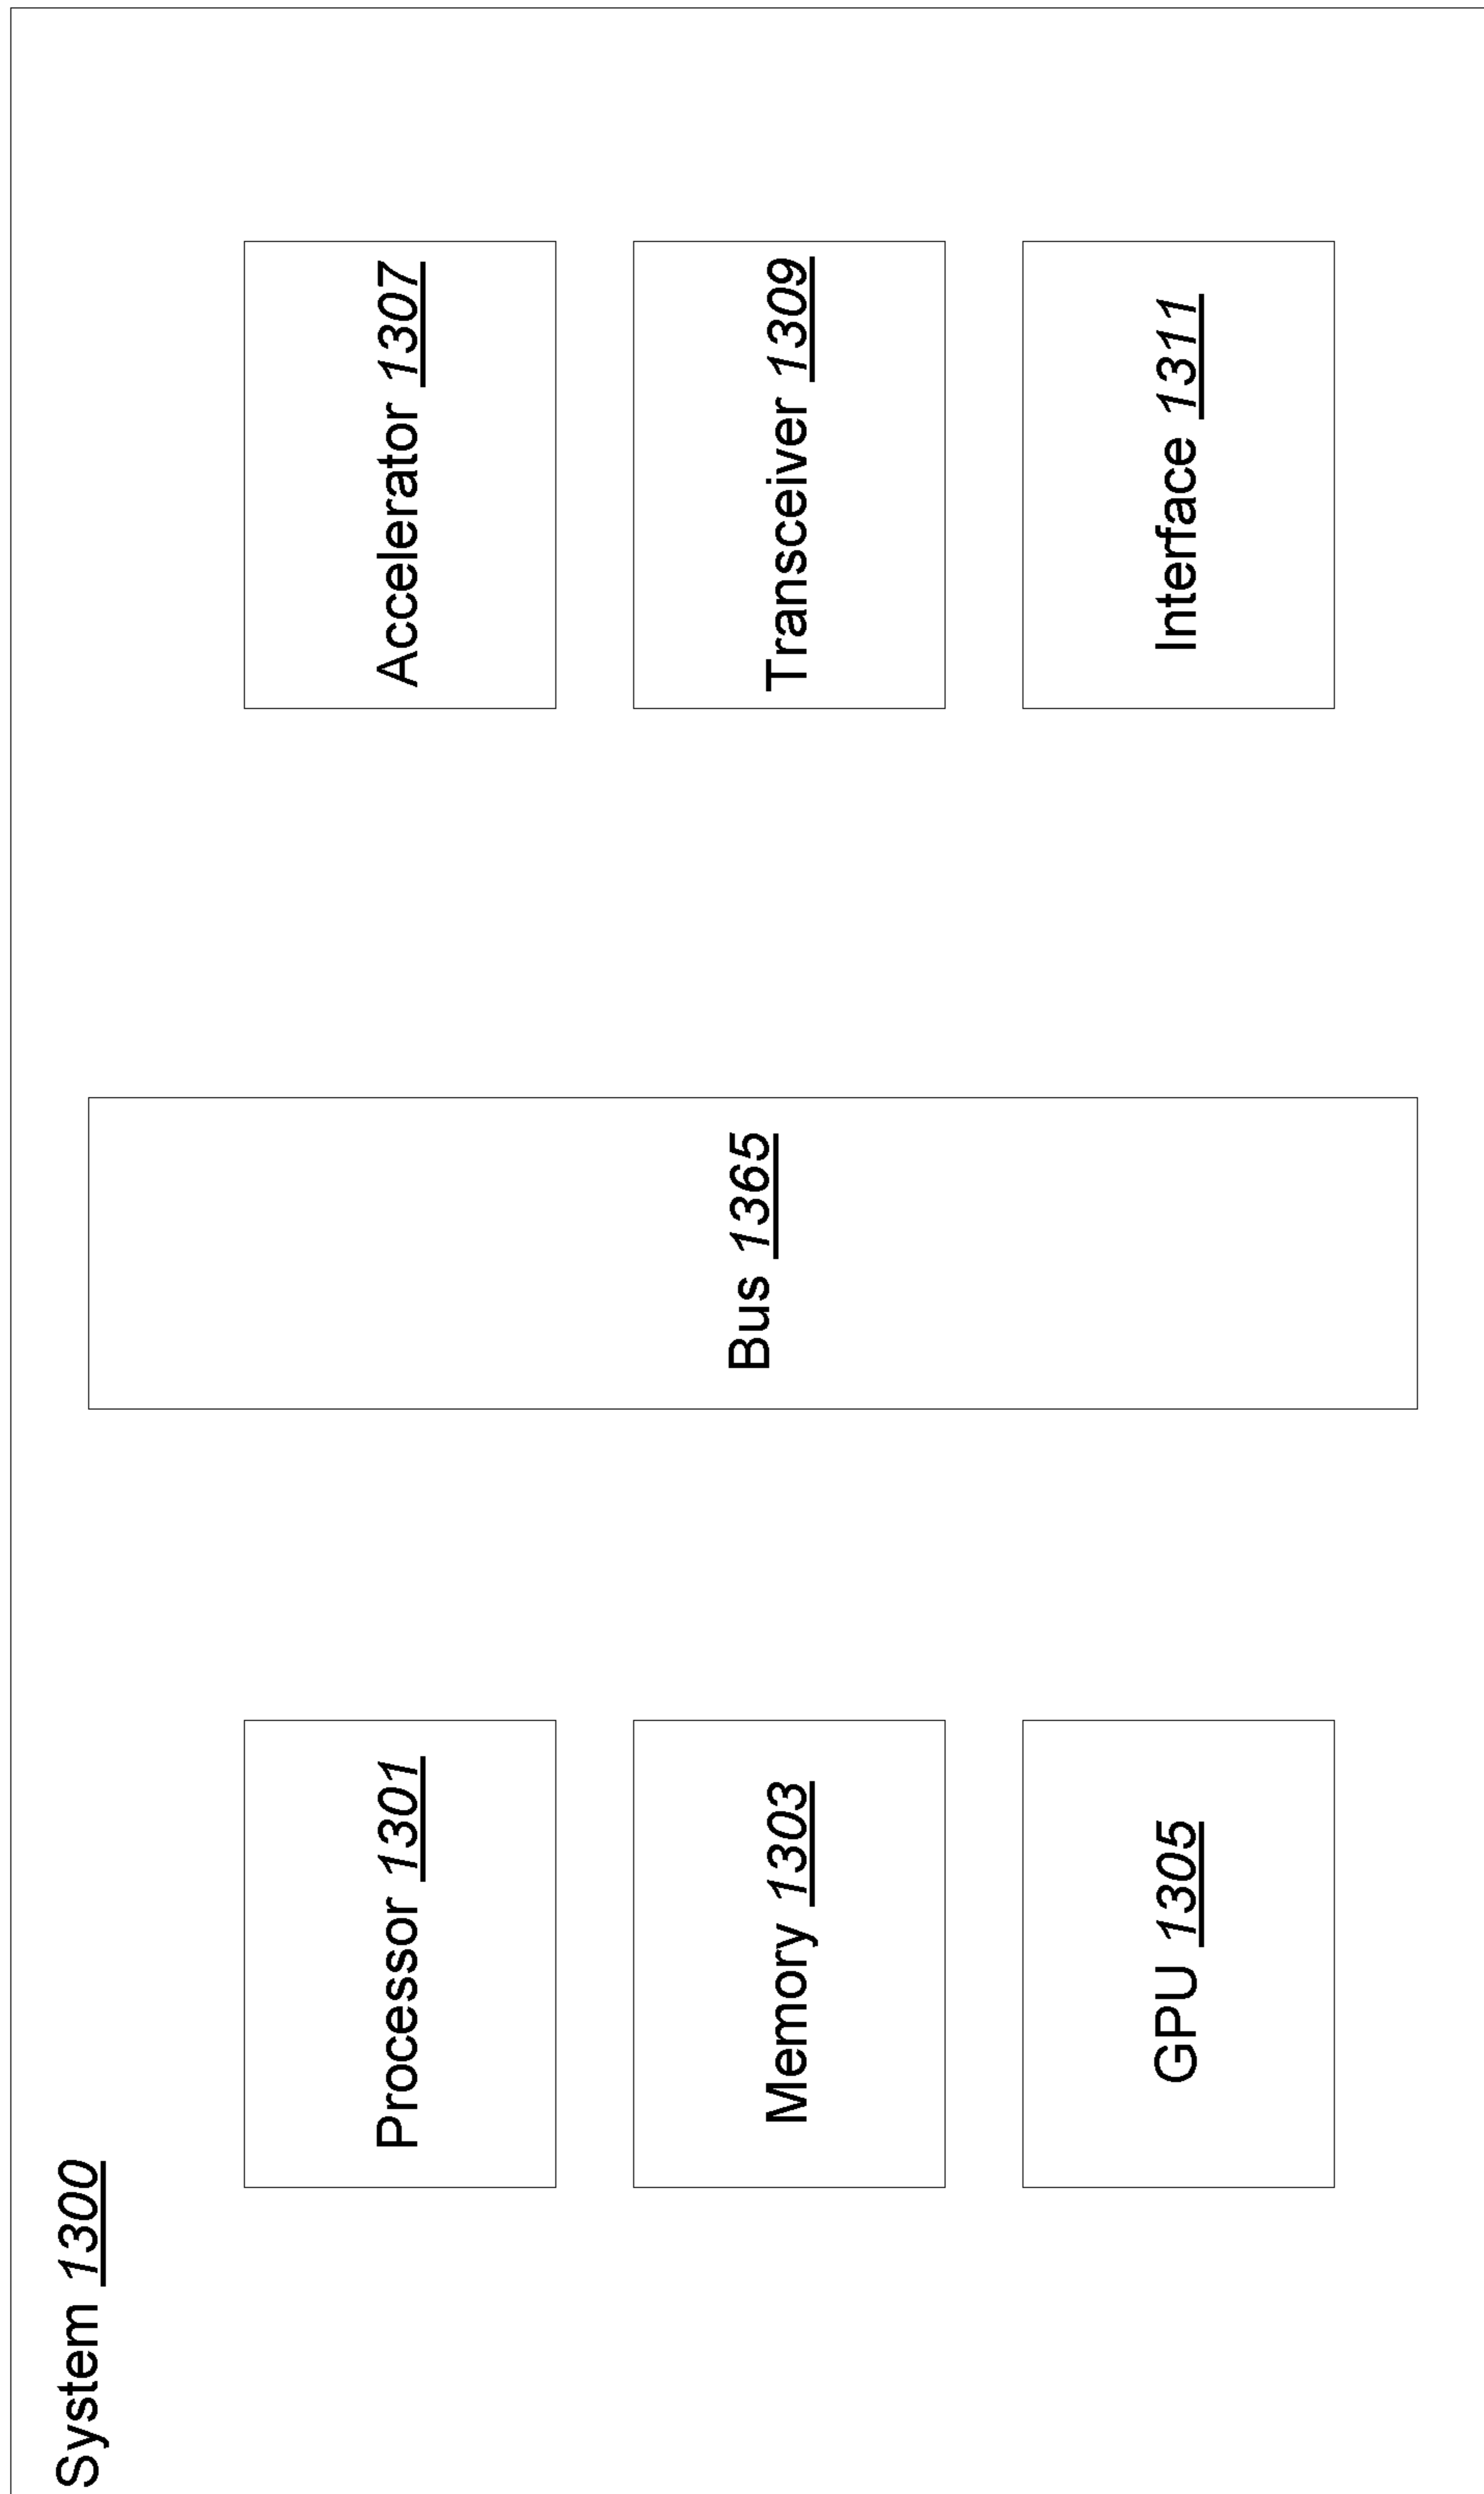 System 1300
Processor 1301
Accelerator 1307
Memory 1303
Bus 1365
Transceiver 1309
GPU 1305
Interface 1311